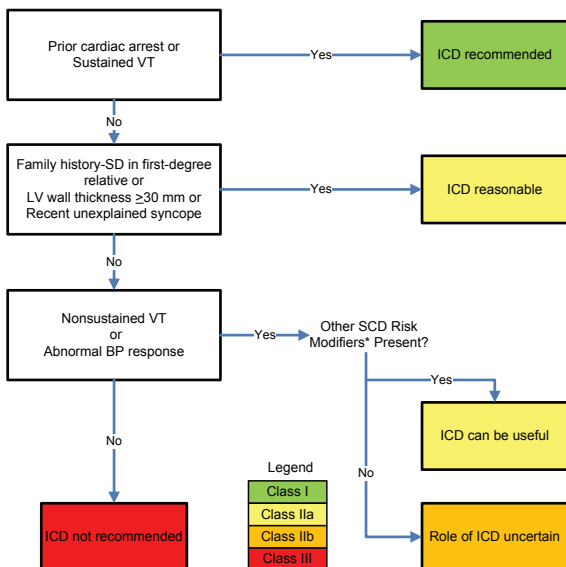 Prior cardiac arrest or
Sustained VT
Yes
ICD recommended
No
Family history-SD in first-degree
relative or
LV wall thickness ≥30 mm or
Recent unexplained syncope
Yes
ICD reasonable
No
Nonsustained VT
or
Abnormal BP response
Yes
Other SCD Risk
Modifiers* Present?
Yes
ICD can be useful
No
No
Legend
Class I
Class IIa
Class IIb
Class III
ICD not recommended
Role of ICD uncertain